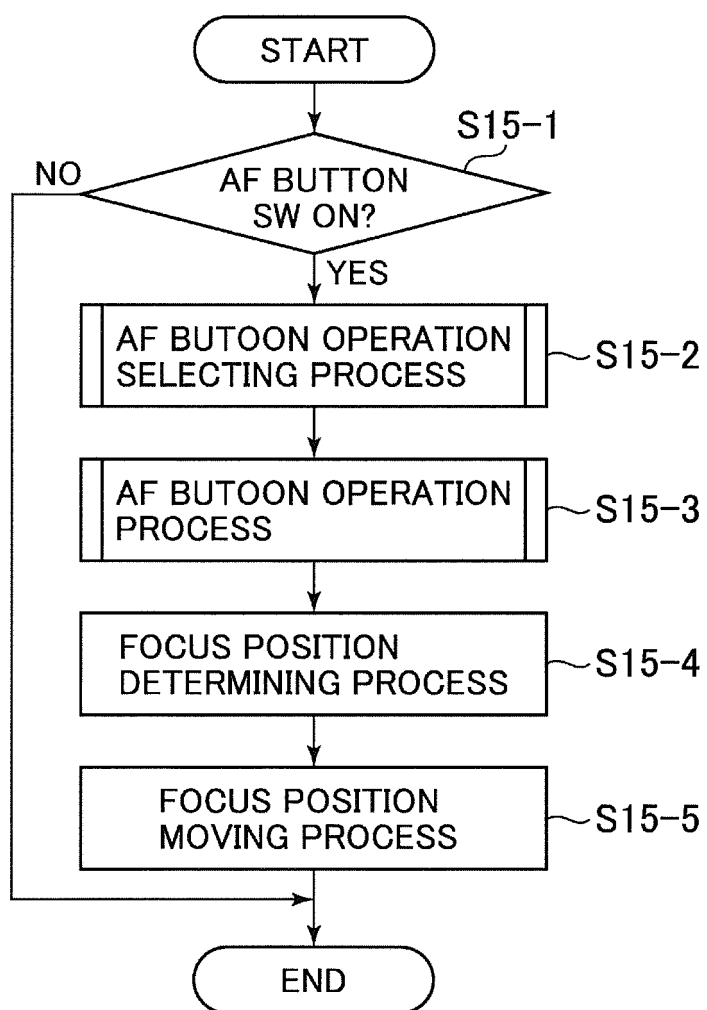 START
S15-1
NO
AF BUTTON
SW ON?
YES
AF BUTOON OPERATION
SELECTING PROCESS
S15-2
AF BUTOON OPERATION
PROCESS
S15-3
FOCUS POSITION
DETERMINING PROCESS
S15-4
FOCUS POSITION
MOVING PROCESS
S15-5
END